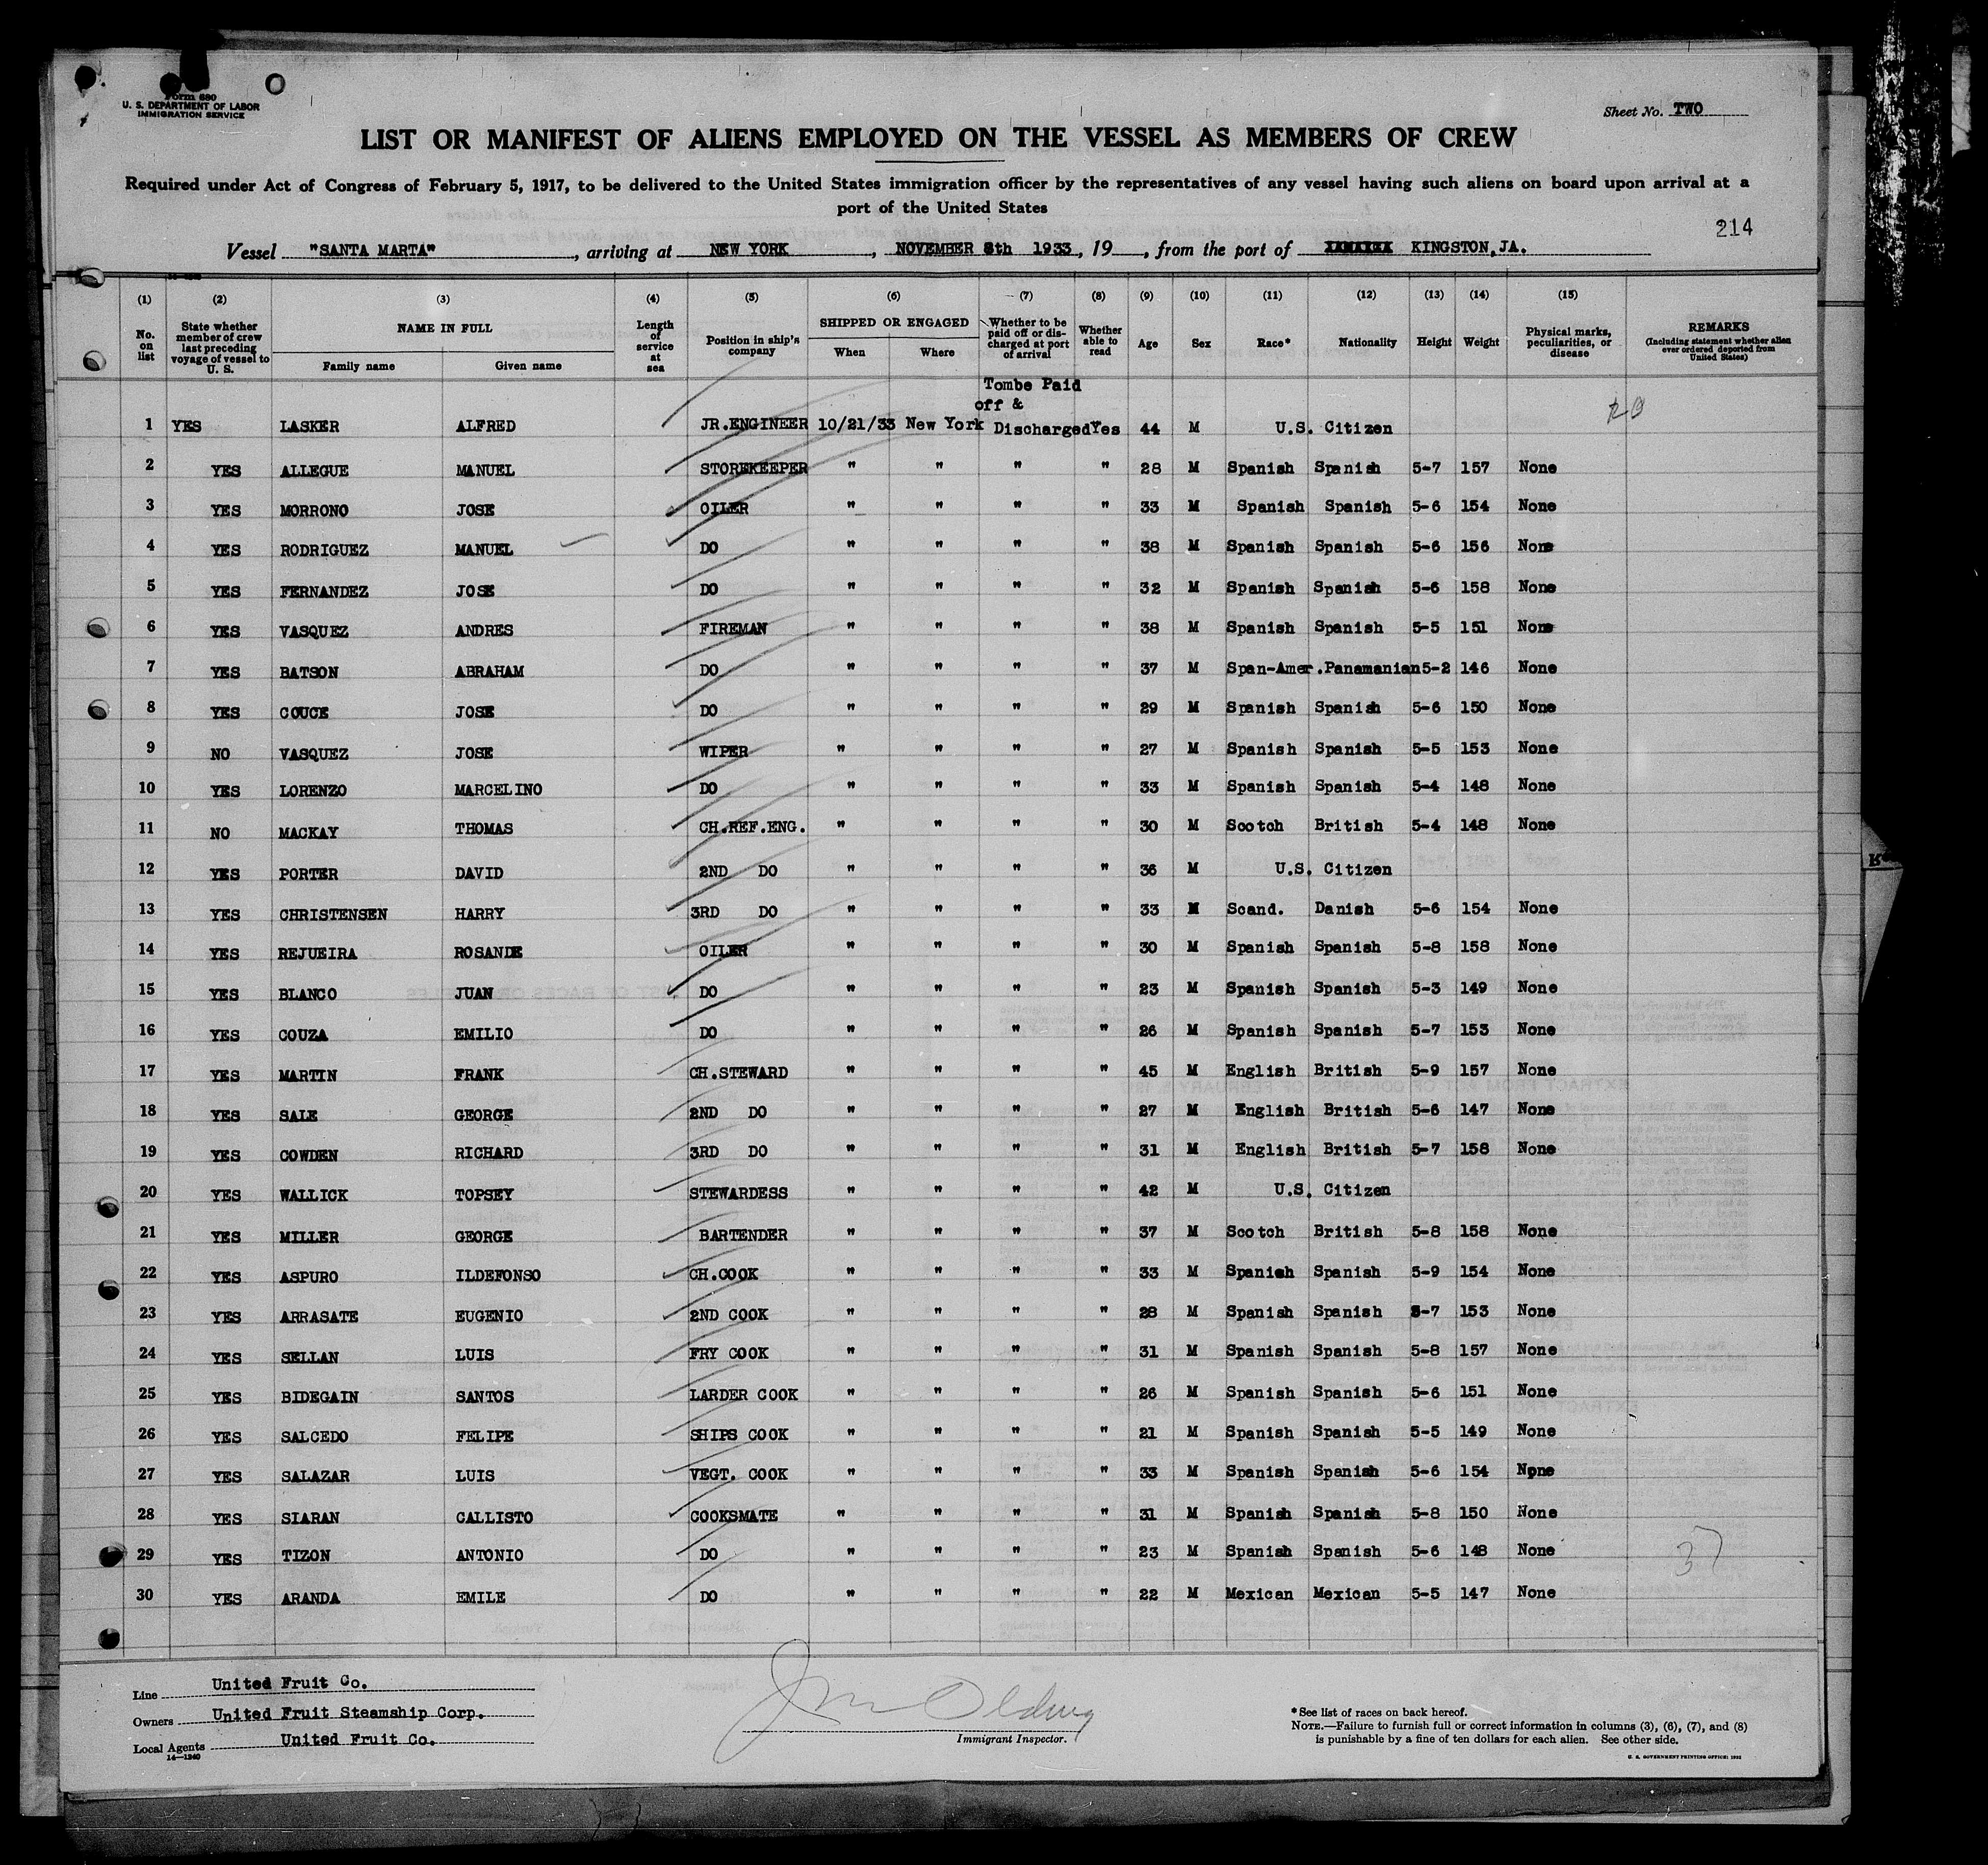 Form 680
U. S. DEPARTMENT OF LABOR
IMMIGRATION SERVICE
Sheet No. TWO
LIST OR MANIFEST OF ALIENS EMPLOYED ON THE VESSEL AS MEMBERS OF CREW
Required under Act of Congress of February 5, 1917, to be delivered to the United States immigration officer by the representatives of any vessel having such aliens on board upon arrival at a
port of the United States
214
Vessel "SANTA MARTA", arriving at NEW YORK, NOVEMBER 8th 1933, 19, from the port of KINGSTON,JA.
(1) (2) (3) (4) (5) (6) (7) (8) (9) (10) (11) (12) (13) (14) (15)
No. on list State whether member of crew last preceding voyage of vessel to U. S. NAME IN FULL Family name Given name Length of service at sea Position in ship's company SHIPPED OR ENGAGED When Where Whether to be paid off or discharged at port of arrival Whether able to read Age Sex Race* Nationality Height Weight Physical marks, peculiarities, or disease REMARKS (Including statement whether alien ever ordered deported from United States)
Tombe Paid
off &
1 YES LASKER ALFRED JR.ENGINEER 10/21/33 New York Discharged Yes 44 M U.S. Citizen
2 YES ALLEGUE MANUEL STOREKEEPER " " " " 28 M Spanish Spanish 5-7 157 None
3 YES MORRONO JOSE OILER " " " " 33 M Spanish Spanish 5-6 154 None
4 YES RODRIGUEZ MANUEL DO " " " " 38 M Spanish Spanish 5-6 156 None
5 YES FERNANDEZ JOSE DO " " " " 32 M Spanish Spanish 5-6 158 None
6 YES VASQUEZ ANDRES FIREMAN " " " " 38 M Spanish Spanish 5-5 151 None
7 YES BATSON ABRAHAM DO " " " " 37 M Span-Amer.Panamanian 5-2 146 None
8 YES COUCE JOSE DO " " " " 29 M Spanish Spanish 5-6 150 None
9 NO VASQUEZ JOSE WIPER " " " " 27 M Spanish Spanish 5-5 153 None
10 YES LORENZO MARCELINO DO " " " " 33 M Spanish Spanish 5-4 148 None
11 NO MACKAY THOMAS CH.REF.ENG. " " " " 30 M Scotch British 5-4 148 None
12 YES PORTER DAVID 2ND DO " " " " 36 M U.S. Citizen
13 YES CHRISTENSEN HARRY 3RD DO " " " " 33 M Scand. Danish 5-6 154 None
14 YES REJUEIRA ROSANDE OILER " " " " 30 M Spanish Spanish 5-8 158 None
15 YES BLANCO JUAN DO " " " " 23 M Spanish Spanish 5-3 149 None
16 YES COUZA EMILIO DO " " " " 26 M Spanish Spanish 5-7 153 None
17 YES MARTIN FRANK CH.STEWARD " " " " 45 M English British 5-9 157 None
18 YES SALE GEORGE 2ND DO " " " " 27 M English British 5-6 147 None
19 YES COWDEN RICHARD 3RD DO " " " " 31 M English British 5-7 158 None
20 YES WALLICK TOPSEY STEWARDESS " " " " 42 M U.S. Citizen
21 YES MILLER GEORGE BARTENDER " " " " 37 M Scotch British 5-8 158 None
22 YES ASPURO ILDEFONSO CH.COOK " " " " 33 M Spanish Spanish 5-9 154 None
23 YES ARRASATE EUGENIO 2ND COOK " " " " 28 M Spanish Spanish 5-7 153 None
24 YES SELLAN LUIS FRY COOK " " " " 31 M Spanish Spanish 5-8 157 None
25 YES BIDEGAIN SANTOS LARDER COOK " " " " 26 M Spanish Spanish 5-6 151 None
26 YES SALCEDO FELIPE SHIPS COOK " " " " 21 M Spanish Spanish 5-5 149 None
27 YES SALAZAR LUIS VEGT. COOK " " " " 33 M Spanish Spanish 5-6 154 None
28 YES SIARAN CALLISTO COOKSMATE " " " " 31 M Spanish Spanish 5-8 150 None
29 YES TIZON ANTONIO DO " " " " 23 M Spanish Spanish 5-6 148 None
37
30 YES ARANDA EMILE DO " " " " 22 M Mexican Mexican 5-5 147 None
Line United Fruit Co.
Owners United Fruit Steamship Corp.
Local Agents United Fruit Co.
14—1240
Immigrant Inspector.
*See list of races on back hereof.
NOTE.—Failure to furnish full or correct information in columns (3), (6), (7), and (8)
is punishable by a fine of ten dollars for each alien. See other side.
U. S. GOVERNMENT PRINTING OFFICE: 1932